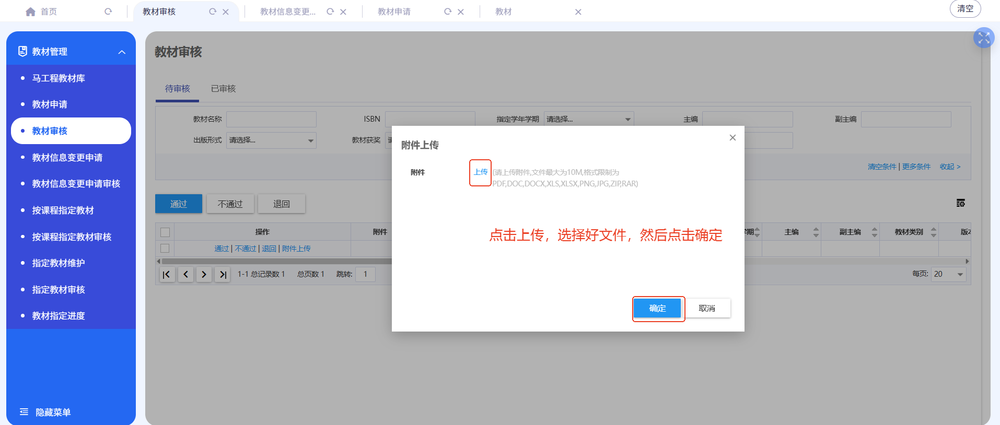 首页
教材审核
教材信息变更...
教材申请
教材
清空
教材管理
马工程教材库
教材申请
教材审核
教材信息变更申请
教材信息变更申请审核
按课程指定教材
按课程指定教材审核
指定教材维护
指定教材审核
教材指定进度
隐藏菜单
教材审核
待审核 已审核
教材名称 ISBN 指定学年学期 请选择... 主编 副主编
出版形式 请选择... 教材获奖
清空条件 | 更多条件 收起 >
通过 不通过 退回
操作 附件 主编 副主编 教材类别
通过 | 不通过 | 退回 | 附件上传
1-1 总记录数 1 总页数 1 跳转: 1 每页: 20
附件上传
附件 上传 (请上传附件,文件最大为10M,格式限制为
PDF,DOC,DOCX,XLS,XLSX,PNG,JPG,ZIP,RAR)
点击上传，选择好文件，然后点击确定
确定 取消